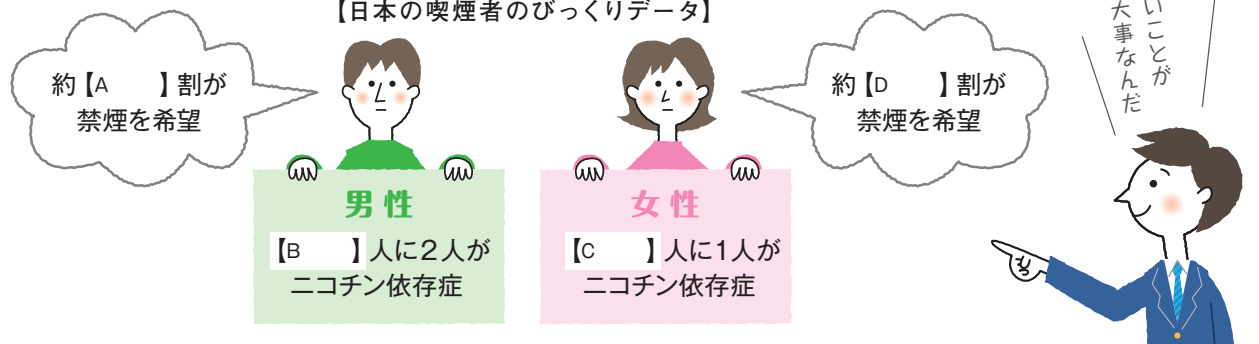 【日本の喫煙者のびっくりデータ】
約【A 】割が
禁煙を希望
約【D 】割が
禁煙を希望
いことが
大事なんだ
男性
【B 】人に2人が
ニコチン依存症
女性
【C 】人に1人が
ニコチン依存症